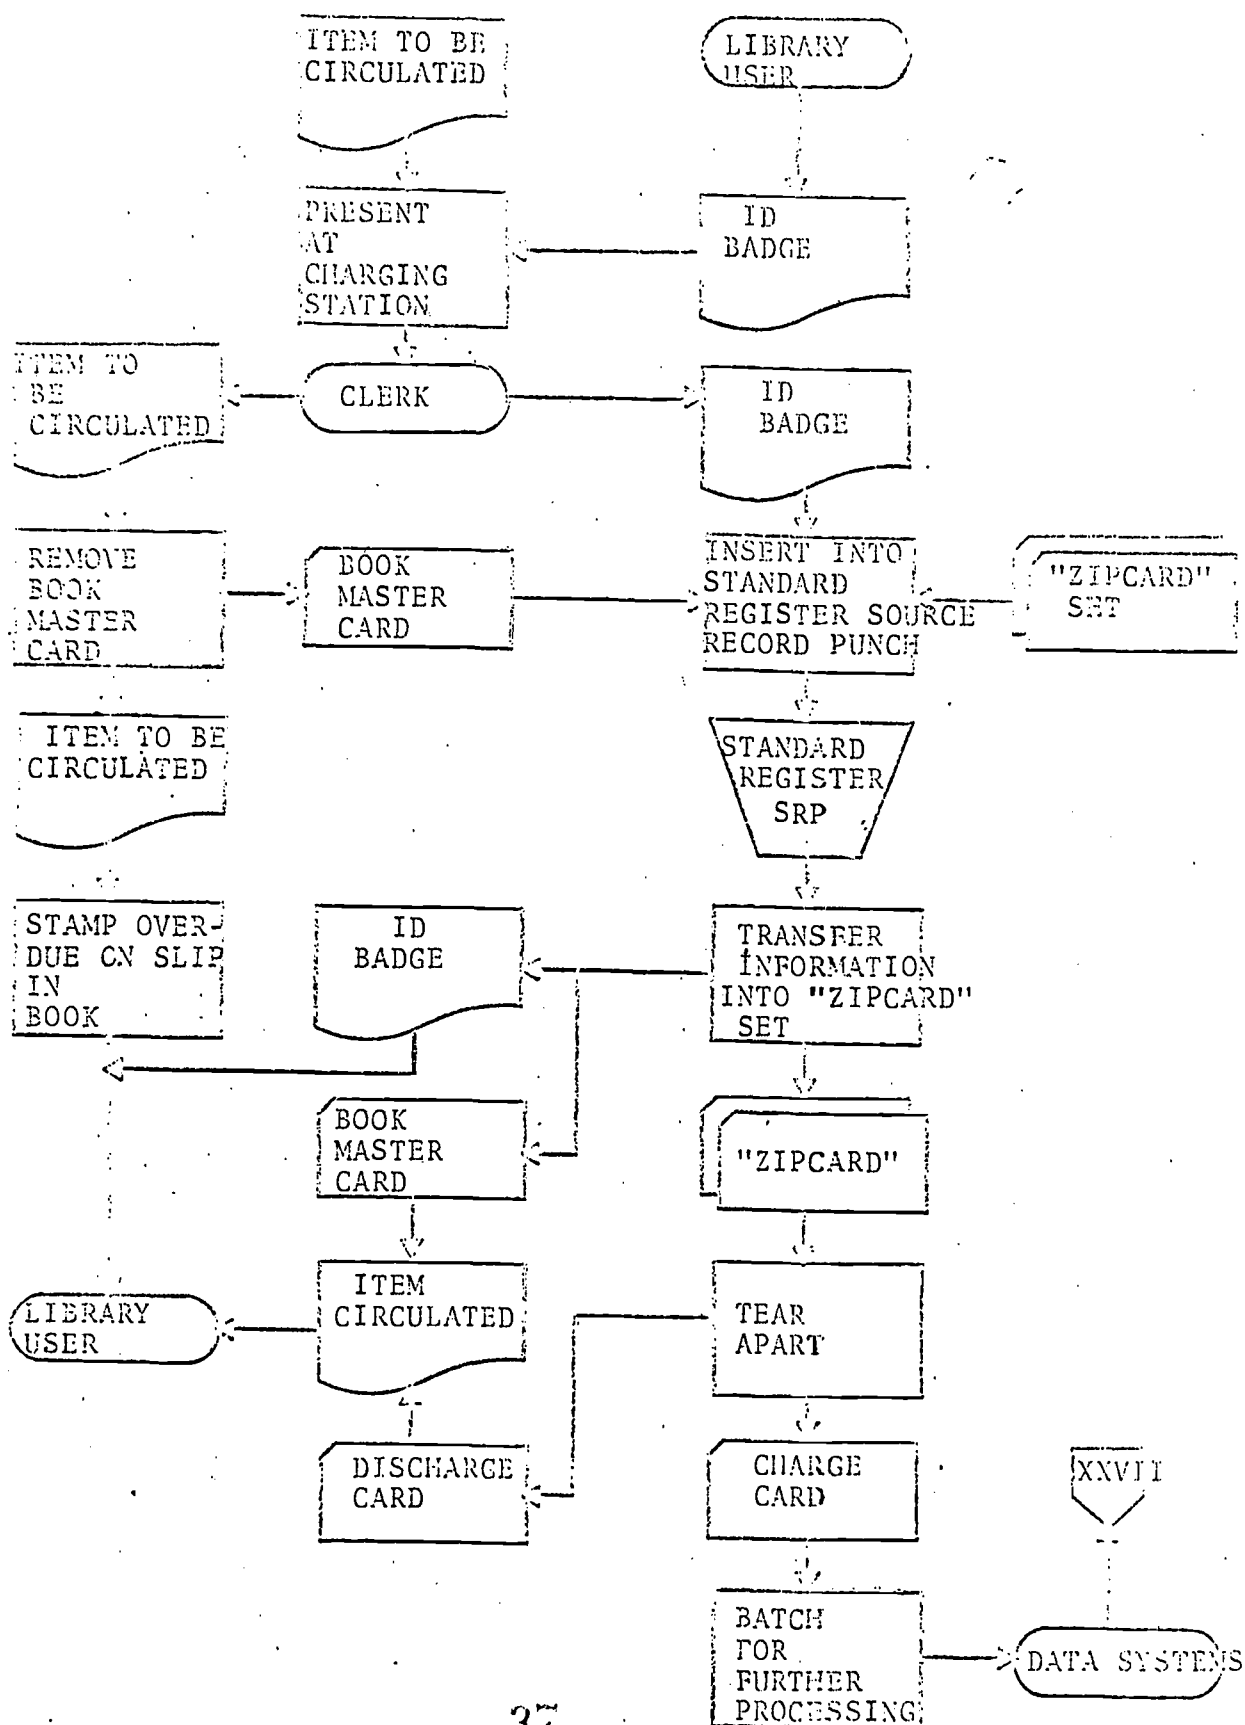 ITEM TO BE
CIRCULATED
LIBRARY
USER
PRESENT
AT
CHARGING
STATION
ID
BADGE
ITEM TO
BE
CIRCULATED
CLERK
ID
BADGE
REMOVE
BOOK
MASTER
CARD
BOOK
MASTER
CARD
INSERT INTO
STANDARD
REGISTER SOURCE
RECORD PUNCH
"ZIPCARD"
SET
ITEM TO BE
CIRCULATED
STANDARD
REGISTER
SRP
STAMP OVER-
DUE ON SLIP
IN
BOOK
ID
BADGE
TRANSFER
INFORMATION
INTO "ZIPCARD"
SET
BOOK
MASTER
CARD
"ZIPCARD"
LIBRARY
USER
ITEM
CIRCULATED
TEAR
APART
DISCHARGE
CARD
CHARGE
CARD
XXVII
BATCH
FOR
FURTHER
PROCESSING
DATA SYSTEMS